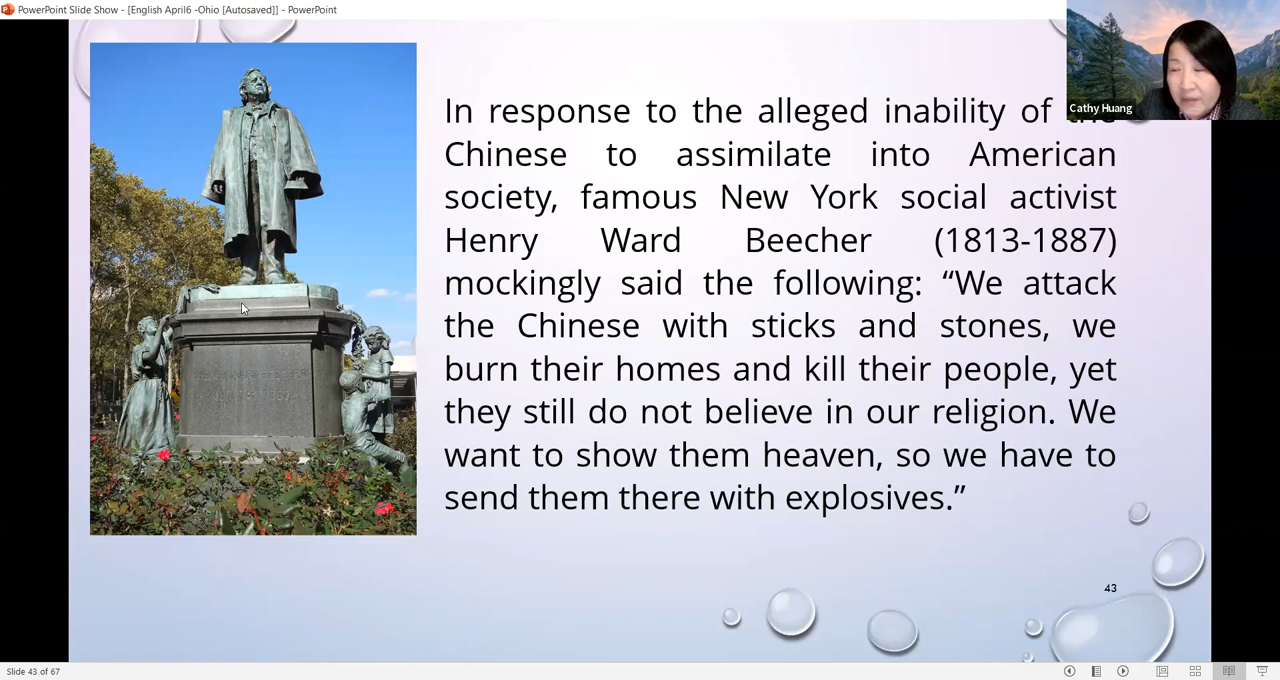 PowerPoint Slide Show - [English April6 -Ohio [Autosaved]] - PowerPoint
Cathy Huang
In response to the alleged inability of the
Chinese to assimilate into American
society, famous New York social activist
Henry Ward Beecher (1813-1887)
mockingly said the following: “We attack
the Chinese with sticks and stones, we
burn their homes and kill their people, yet
they still do not believe in our religion. We
want to show them heaven, so we have to
send them there with explosives.”
43
Slide 43 of 67